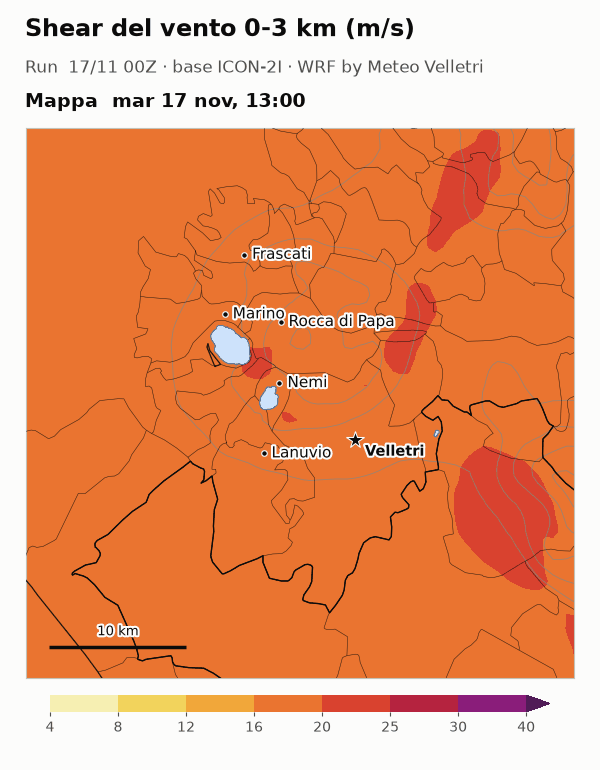 Shear del vento 0-3 km (m/s)
Run  17/11 00Z · base ICON-2I · WRF by Meteo Velletri
Mappa  mar 17 nov, 13:00
Frascati
Marino
Rocca di Papa
Nemi
Velletri
Lanuvio
10 km
4 8 12 16 20 25 30 40